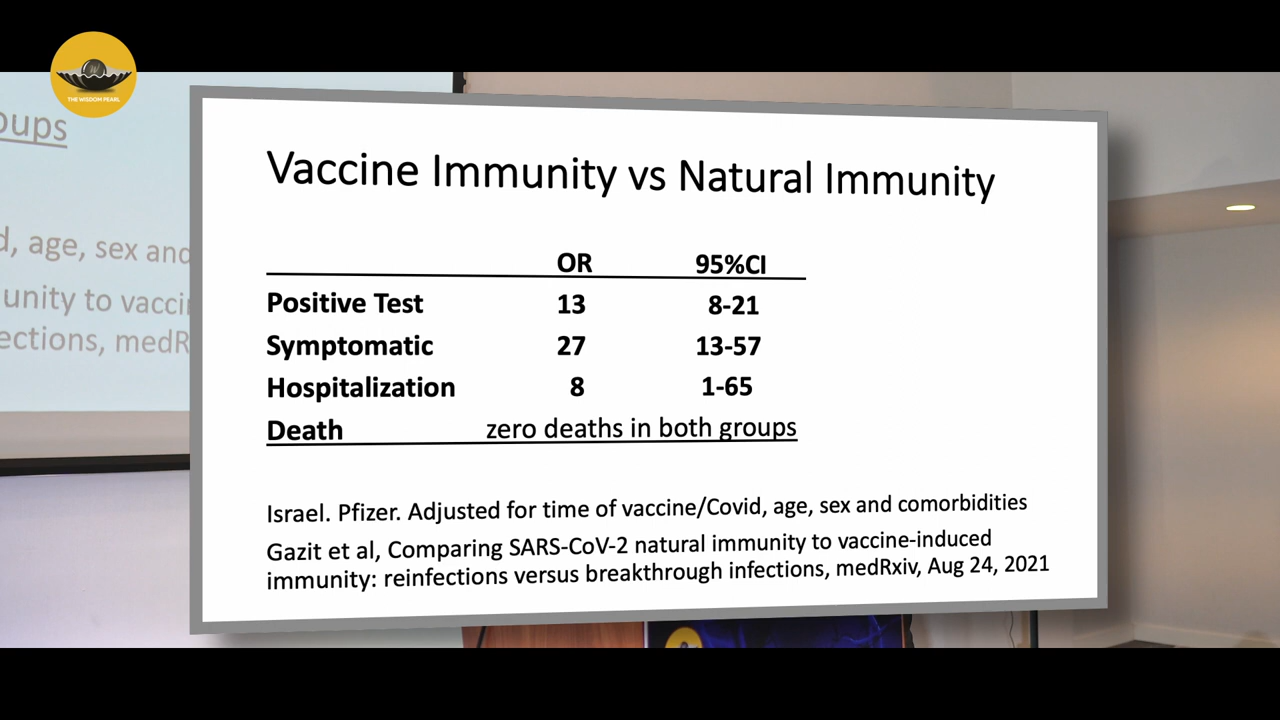 THE WISDOM PEARL
oups
d, age, sex and
unity to vacci
ections, medR
Vaccine Immunity vs Natural Immunity
OR 95%CI
Positive Test 13 8-21
Symptomatic 27 13-57
Hospitalization 8 1-65
Death zero deaths in both groups
Israel. Pfizer. Adjusted for time of vaccine/Covid, age, sex and comorbidities
Gazit et al, Comparing SARS-CoV-2 natural immunity to vaccine-induced
immunity: reinfections versus breakthrough infections, medRxiv, Aug 24, 2021